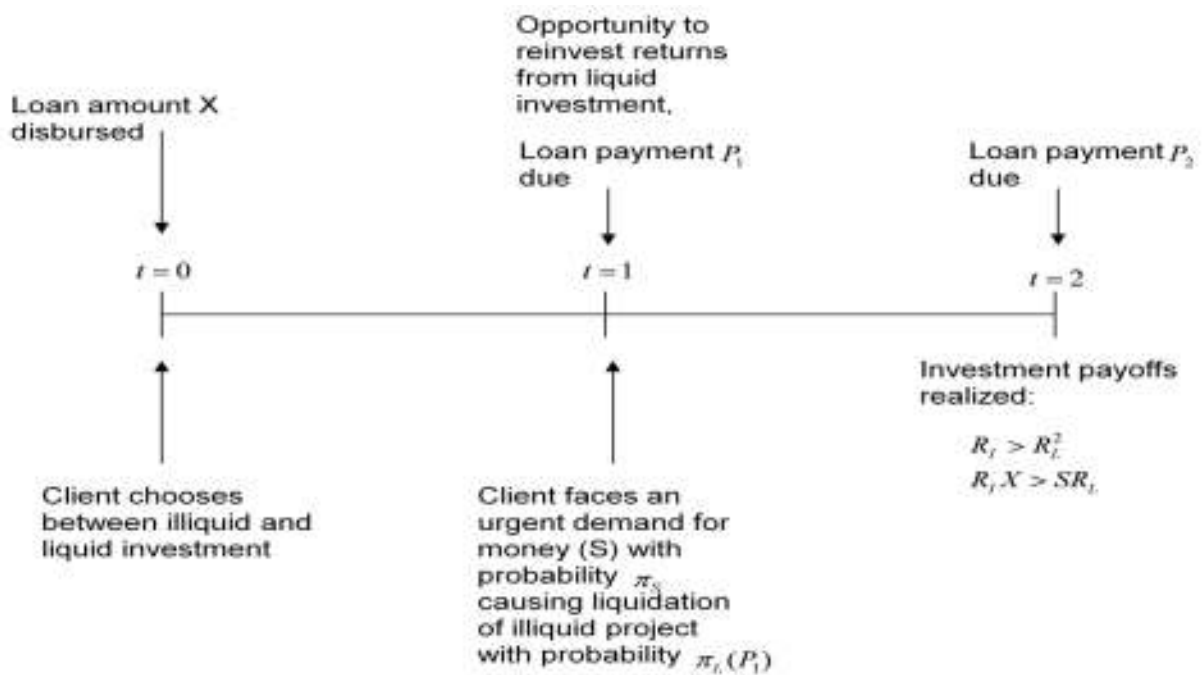 Opportunity to
reinvest returns
from liquid
investment,
Loan amount X
disbursed
Loan payment P₁
due
Loan payment P₂
due
t = 0
t = 1
t = 2
Client chooses
between illiquid and
liquid investment
Client faces an
urgent demand for
money (S) with
probability π_S
causing liquidation
of illiquid project
with probability π_L(P₁)
Investment payoffs
realized:
R_I > R_L²
R_I X > SR_L